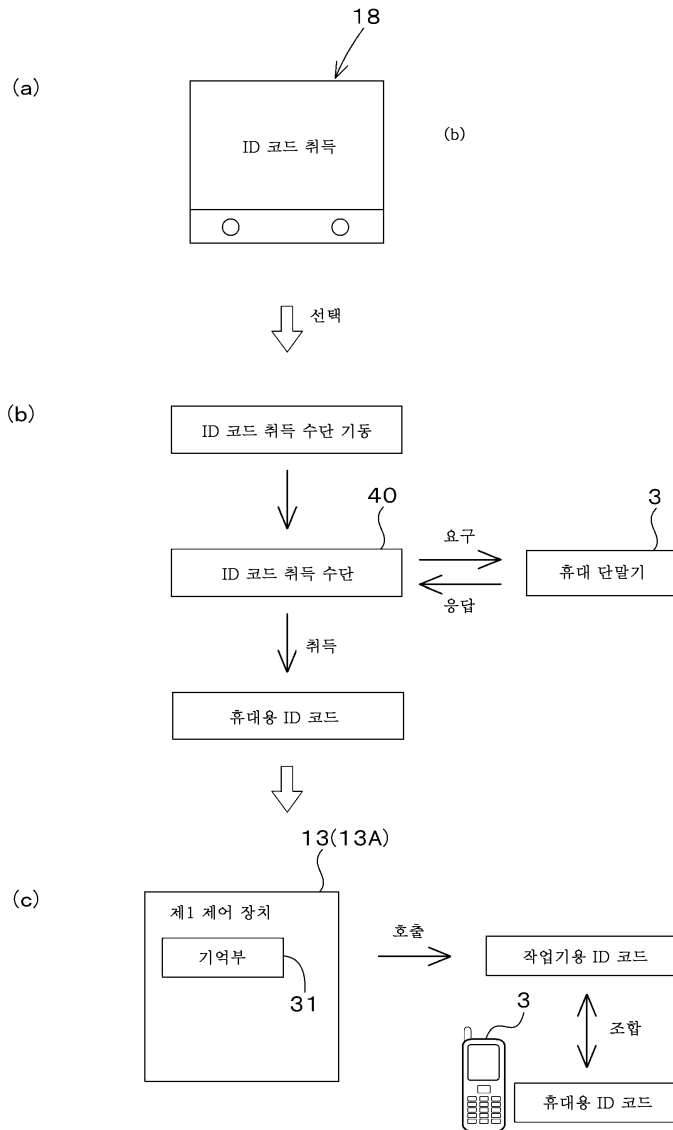 18
(a)
ID 코드 취득
(b)
선택
(b)
ID 코드 취득 수단 기동
40
3
요구
ID 코드 취득 수단
휴대 단말기
응답
취득
휴대용 ID 코드
13(13A)
(c)
제1 제어 장치
호출
기억부
작업기용 ID 코드
31
3
조합
휴대용 ID 코드